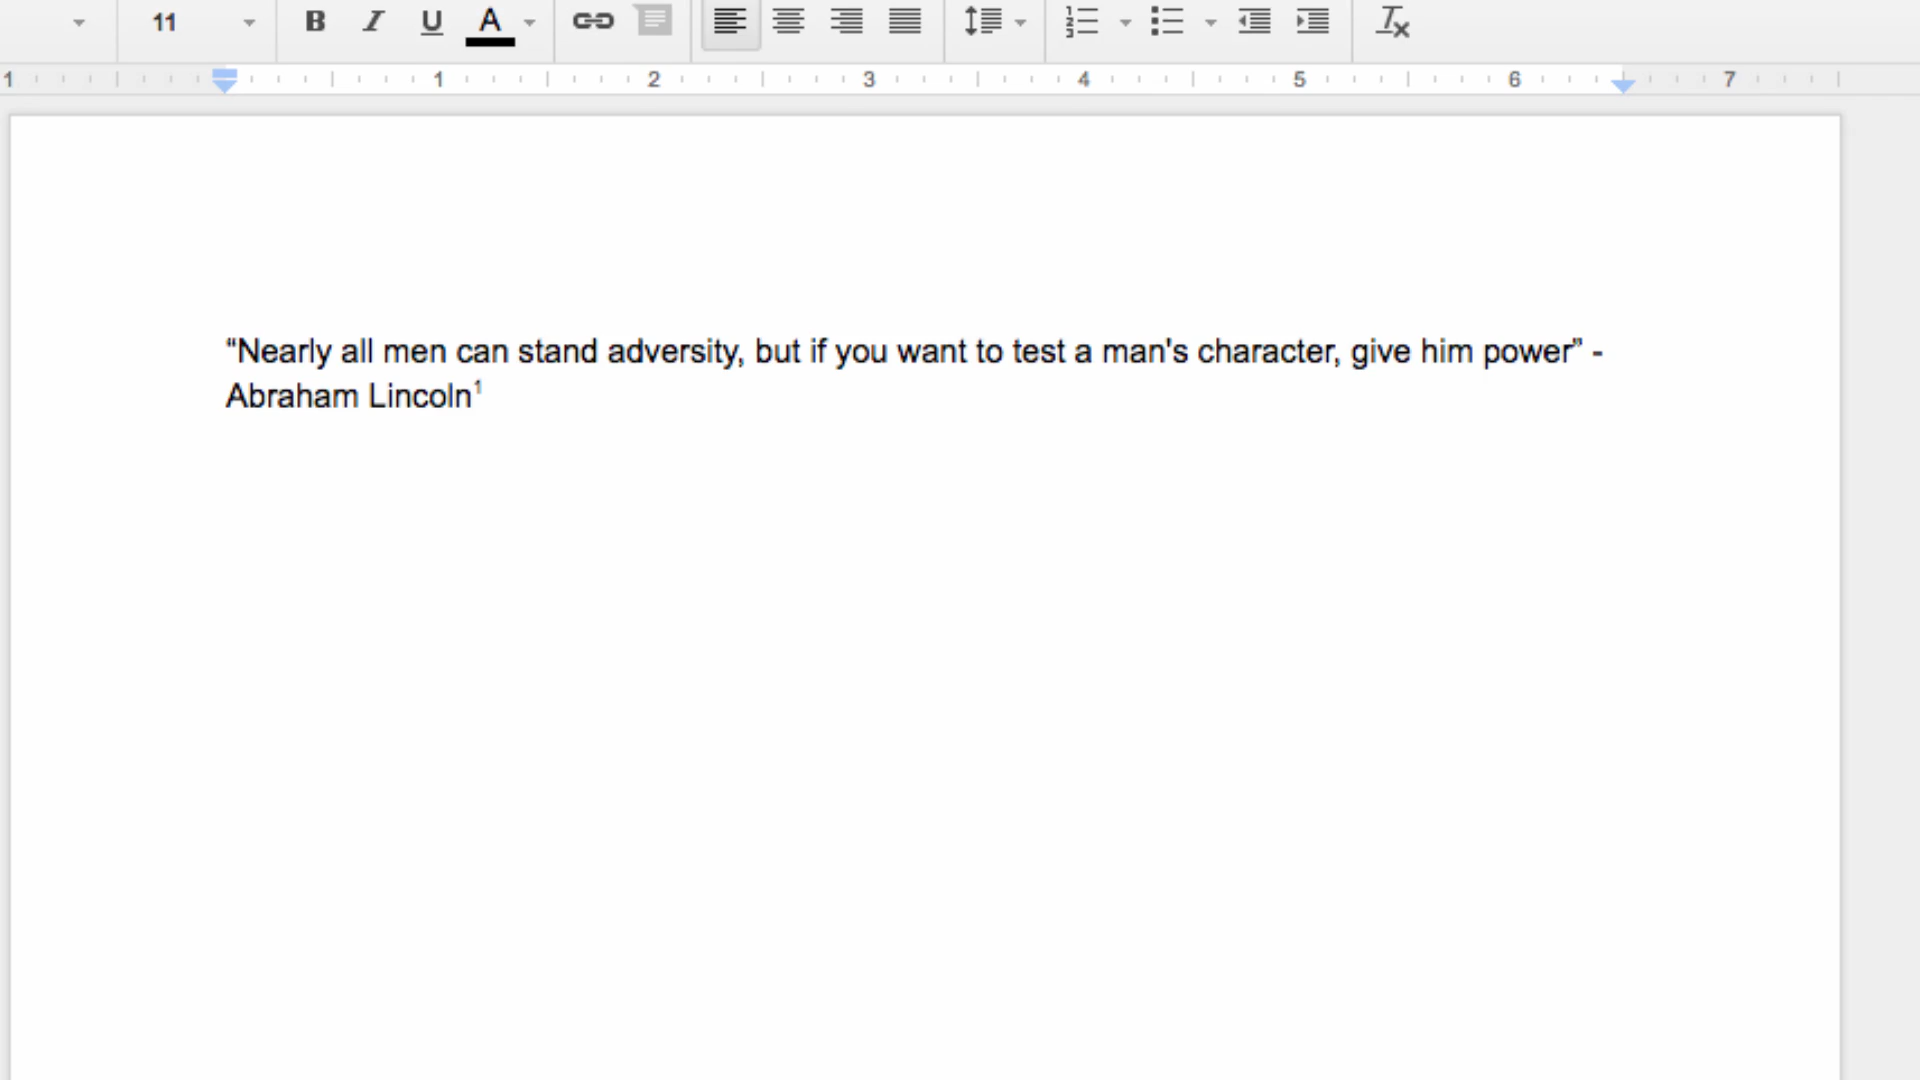 11 B I U A
1 1 2 3 4 5 6 7
“Nearly all men can stand adversity, but if you want to test a man's character, give him power” -
Abraham Lincoln¹